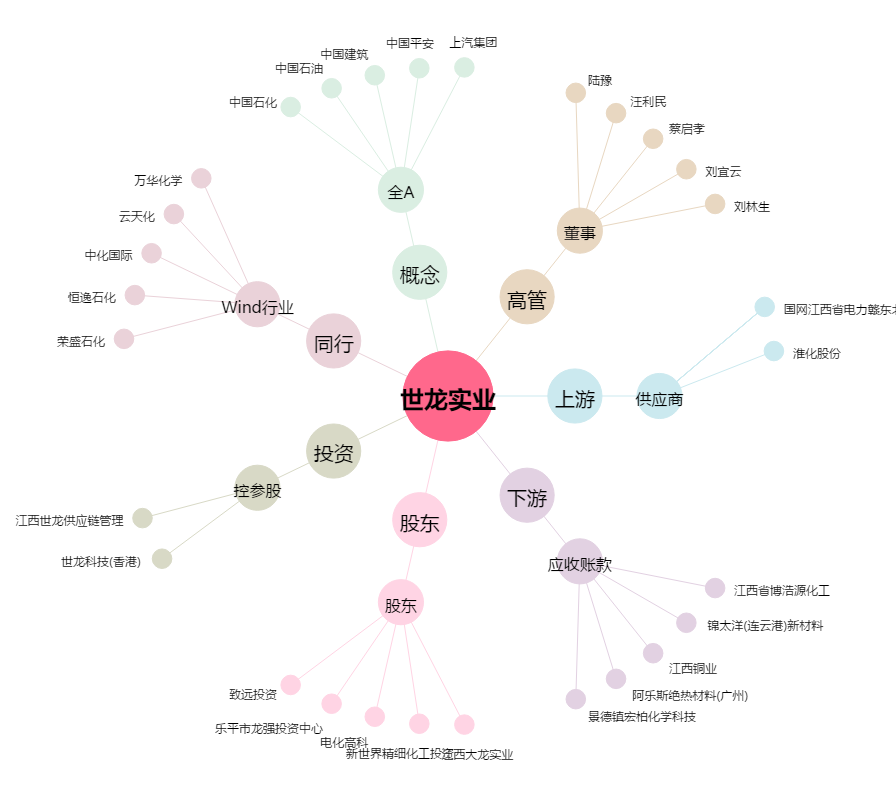 上汽集团
中国平安
中国建筑
中国石油
中国石化
陆豫
汪利民
蔡启孝
刘宜云
刘林生
万华化学
云天化
中化国际
恒逸石化
荣盛石化
全A
董事
概念
高管
Wind行业
同行
国网江西省电力赣东北
淮化股份
世龙实业
上游
供应商
投资
控参股
下游
股东
江西世龙供应链管理
世龙科技(香港)
应收账款
江西省博浩源化工
锦太洋(连云港)新材料
江西铜业
阿乐斯绝热材料(广州)
景德镇宏柏化学科技
股东
致远投资
乐平市龙强投资中心
电化高科
新世界精细化工投资
江西大龙实业